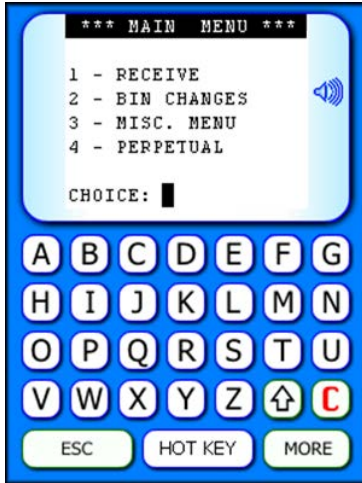 *** MAIN MENU ***
1 - RECEIVE
2 - BIN CHANGES
3 - MISC. MENU
4 - PERPETUAL
CHOICE:
A B C D E F G
H I J K L M N
O P Q R S T U
V W X Y Z C
ESC HOT KEY MORE